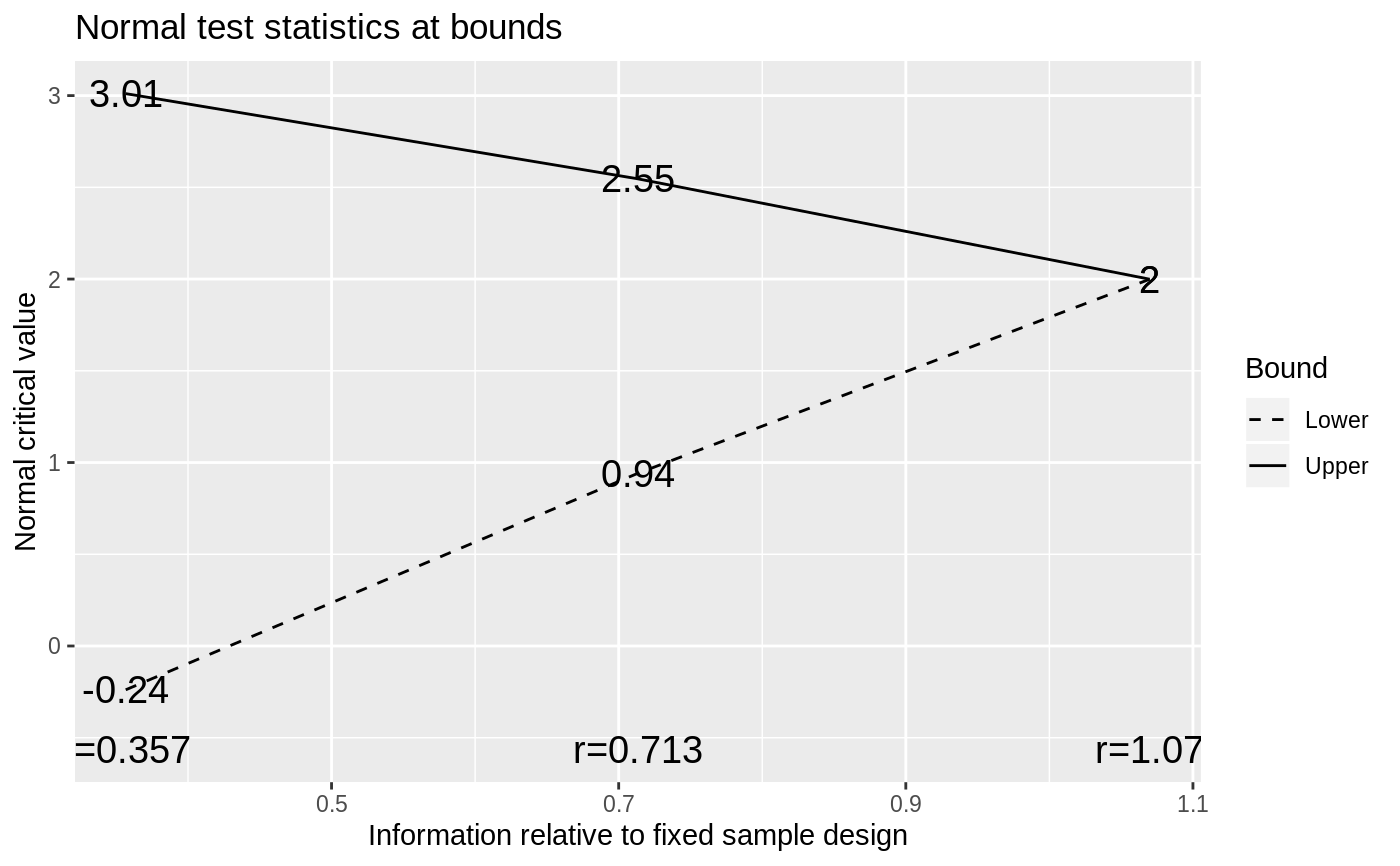 Normal test statistics at bounds
Normal critical value
3
2
1
0
3.01
2.55
2
0.94
-0.24
=0.357
r=0.713
r=1.07
0.5
0.7
0.9
1.1
Information relative to fixed sample design
Bound
Lower
Upper